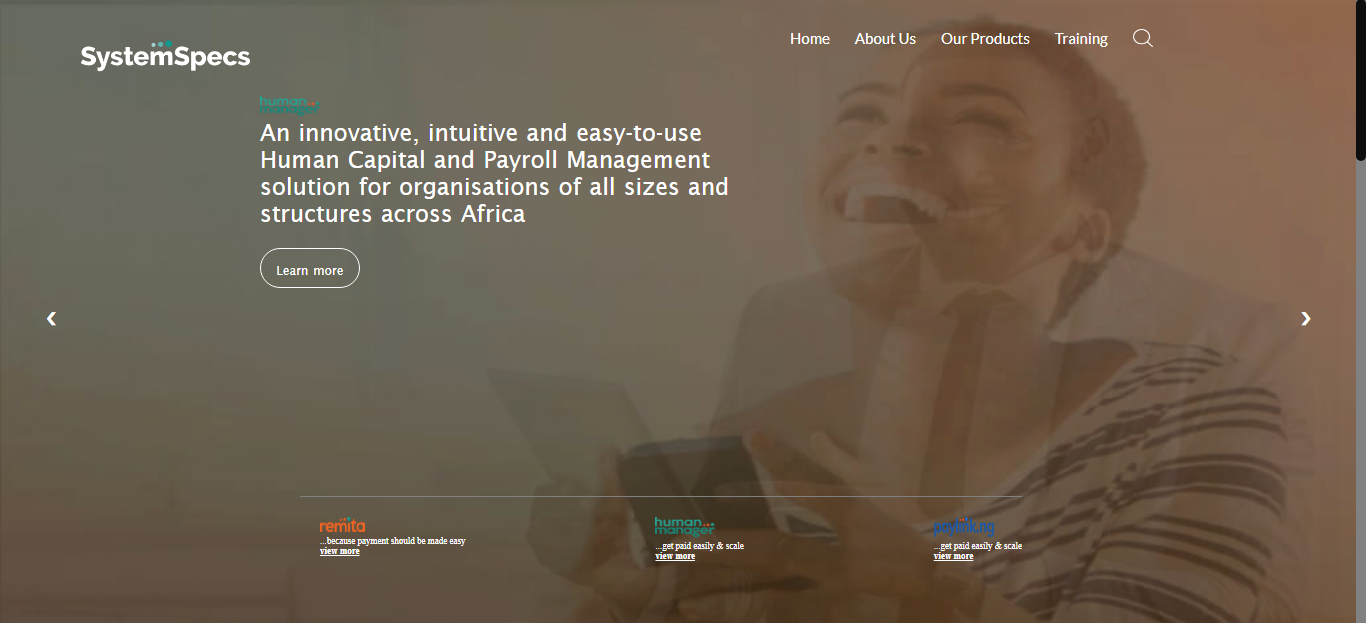 SystemSpecs
Home About Us Our Products Training
human
manager
An innovative, intuitive and easy-to-use
Human Capital and Payroll Management
solution for organisations of all sizes and
structures across Africa
Learn more
remita
...because payment should be made easy
view more
human
manager
...get paid easily & scale
view more
paylink.ng
...get paid easily & scale
view more